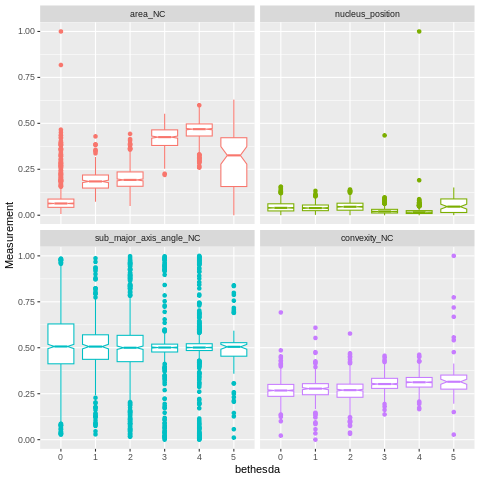 area_NC
nucleus_position
1.00
0.75
0.50
0.25
0.00
Measurement
sub_major_axis_angle_NC
convexity_NC
1.00
0.75
0.50
0.25
0.00
0 1 2 3 4 5
0 1 2 3 4 5
bethesda